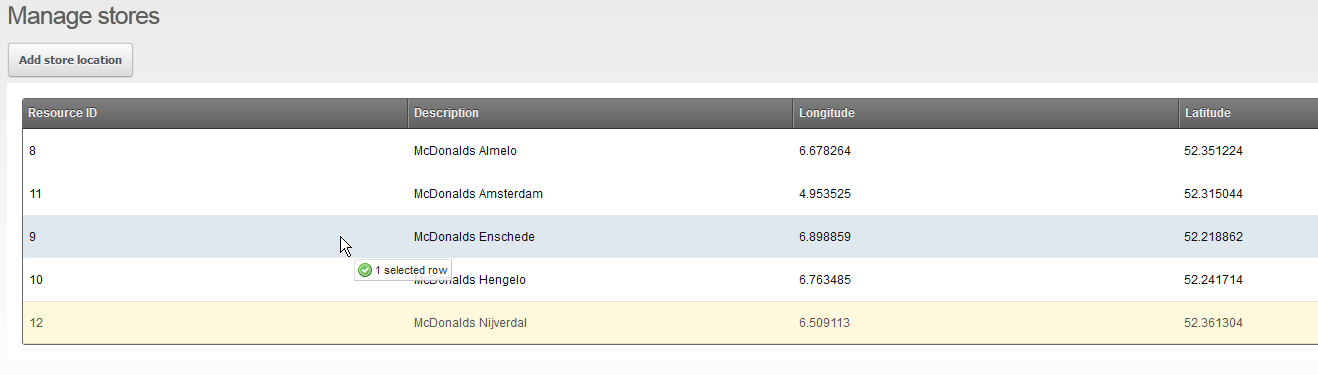 Manage stores
Add store location
Resource ID Description Longitude Latitude
8 McDonalds Almelo 6.678264 52.351224
11 McDonalds Amsterdam 4.953525 52.315044
9 McDonalds Enschede 6.898859 52.218862
1 selected row
10 McDonalds Hengelo 6.763485 52.241714
12 McDonalds Nijverdal 6.509113 52.361304